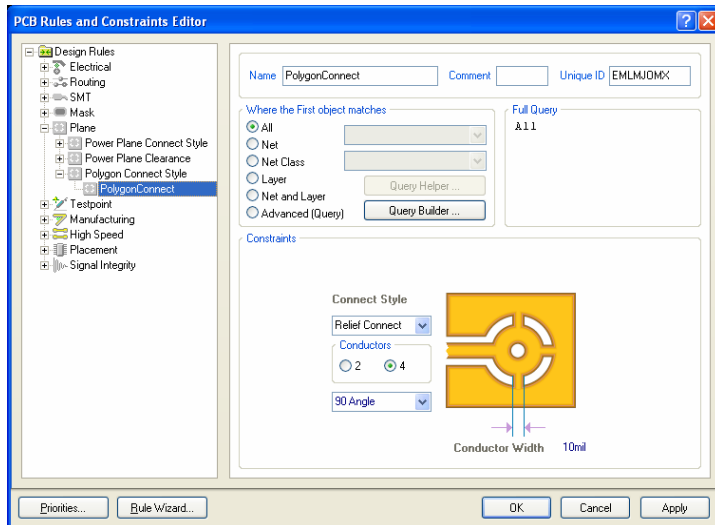 PCB Rules and Constraints Editor
Design Rules
Electrical
Routing
SMT
Mask
Plane
Power Plane Connect Style
Power Plane Clearance
Polygon Connect Style
PolygonConnect
Testpoint
Manufacturing
High Speed
Placement
Signal Integrity
Name PolygonConnect Comment Unique ID EMLMJOMX
Where the First object matches
All
Net
Net Class
Layer
Net and Layer
Advanced (Query)
Query Helper ...
Query Builder ...
Full Query
All
Constraints
Connect Style
Relief Connect
Conductors
2 4
90 Angle
Conductor Width 10mil
Priorities... Rule Wizard... OK Cancel Apply